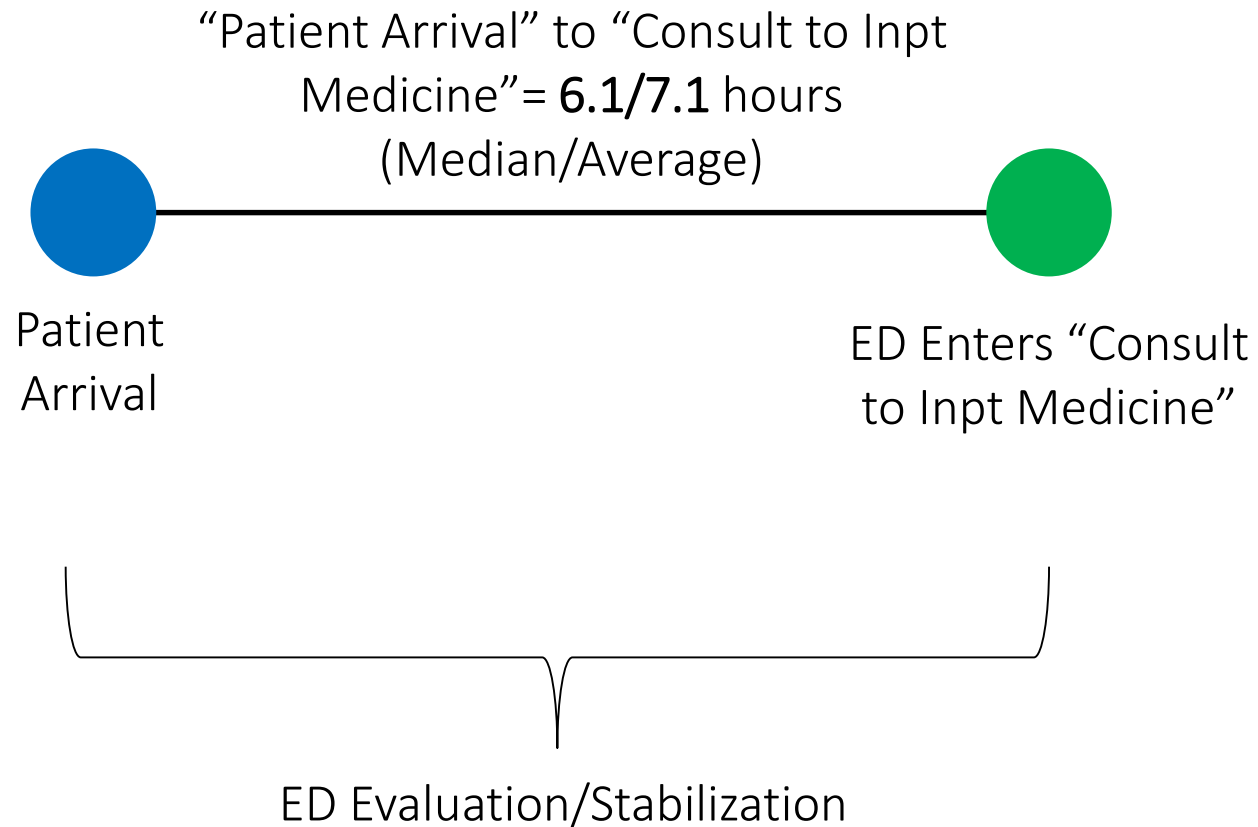 “Patient Arrival” to “Consult to Inpt
Medicine”= 6.1/7.1 hours
(Median/Average)
Patient
Arrival
ED Enters “Consult
to Inpt Medicine”
ED Evaluation/Stabilization